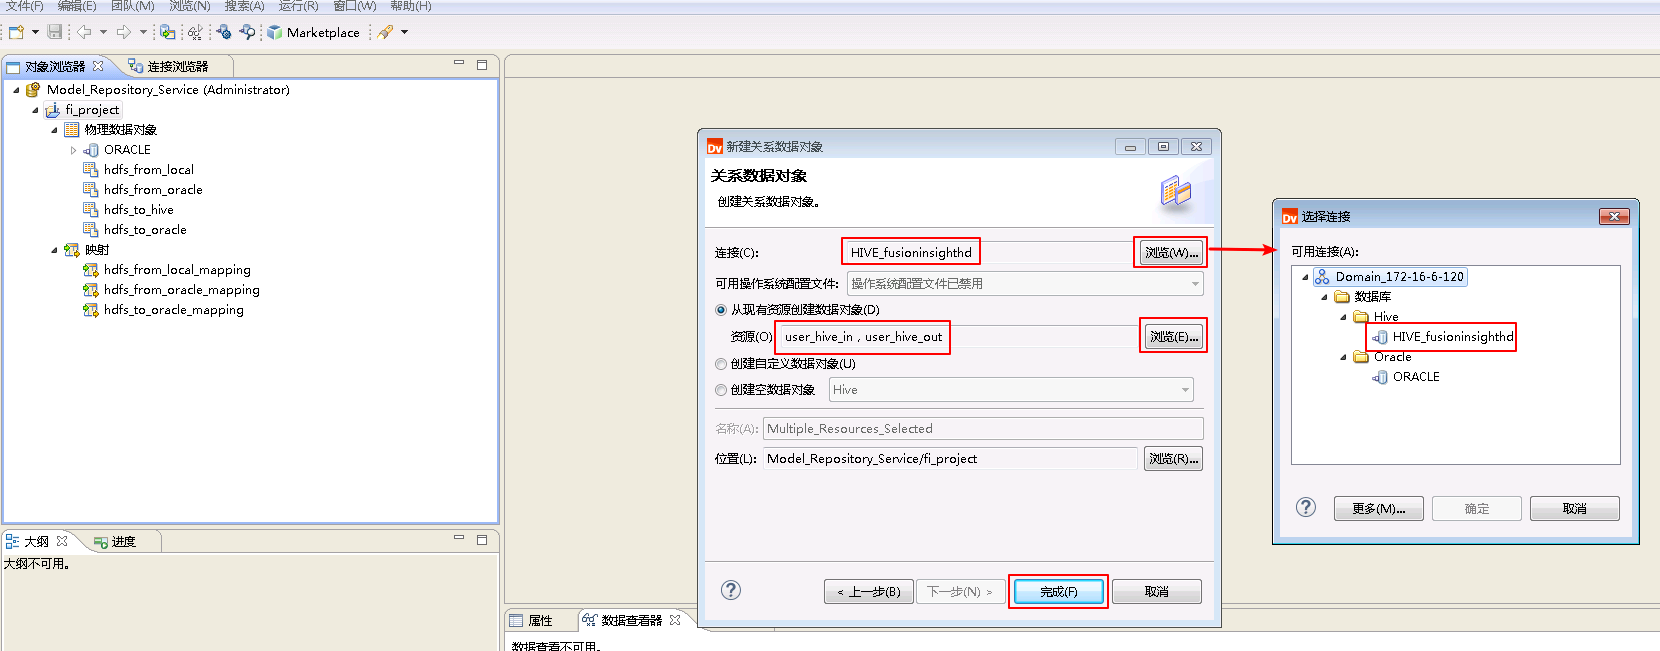 文件(F) 编辑(E) 团队(M) 浏览(N) 搜索(A) 运行(R) 窗口(W) 帮助(H)
Marketplace
对象浏览器 连接浏览器
Model_Repository_Service (Administrator)
fi_project
物理数据对象
ORACLE
hdfs_from_local
hdfs_from_oracle
hdfs_to_hive
hdfs_to_oracle
映射
hdfs_from_local_mapping
hdfs_from_oracle_mapping
hdfs_to_oracle_mapping
大纲 进度
大纲不可用。
Dv 新建关系数据对象
关系数据对象
创建关系数据对象。
连接(C): HIVE_fusioninsighthd 浏览(W)...
可用操作系统配置文件: 操作系统配置文件已禁用
从现有资源创建数据对象(D)
资源(O) user_hive_in , user_hive_out 浏览(E)...
创建自定义数据对象(U)
创建空数据对象 Hive
名称(A): Multiple_Resources_Selected
位置(L): Model_Repository_Service/fi_project 浏览(R)...
< 上一步(B) 下一步(N) > 完成(F) 取消
Dv 选择连接
可用连接(A):
Domain_172-16-6-120
数据库
Hive
HIVE_fusioninsighthd
Oracle
ORACLE
更多(M)... 确定 取消
属性 数据查看器
数据查看不可用。